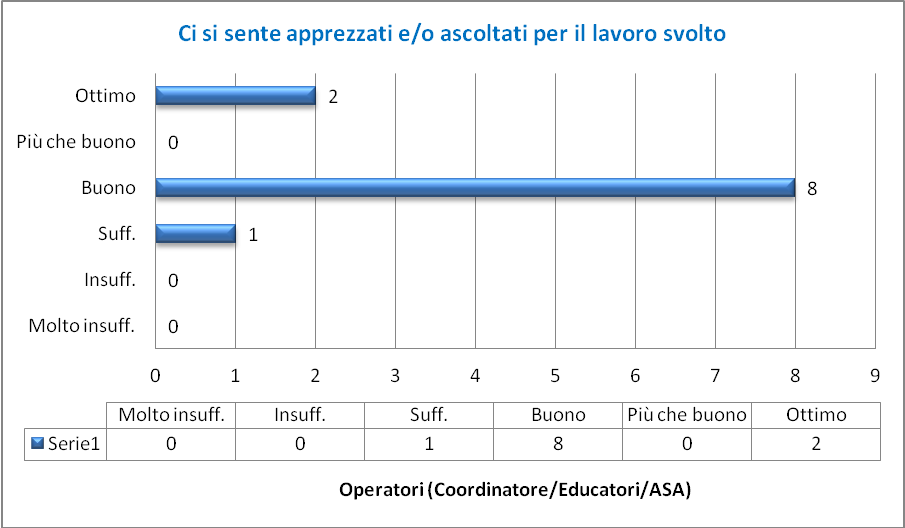 Ci si sente apprezzati e/o ascoltati per il lavoro svolto
Ottimo 2
Più che buono 0
Buono 8
Suff. 1
Insuff. 0
Molto insuff. 0
0 1 2 3 4 5 6 7 8 9
Molto insuff. Insuff. Suff. Buono Più che buono Ottimo
Serie1 0 0 1 8 0 2
Operatori (Coordinatore/Educatori/ASA)